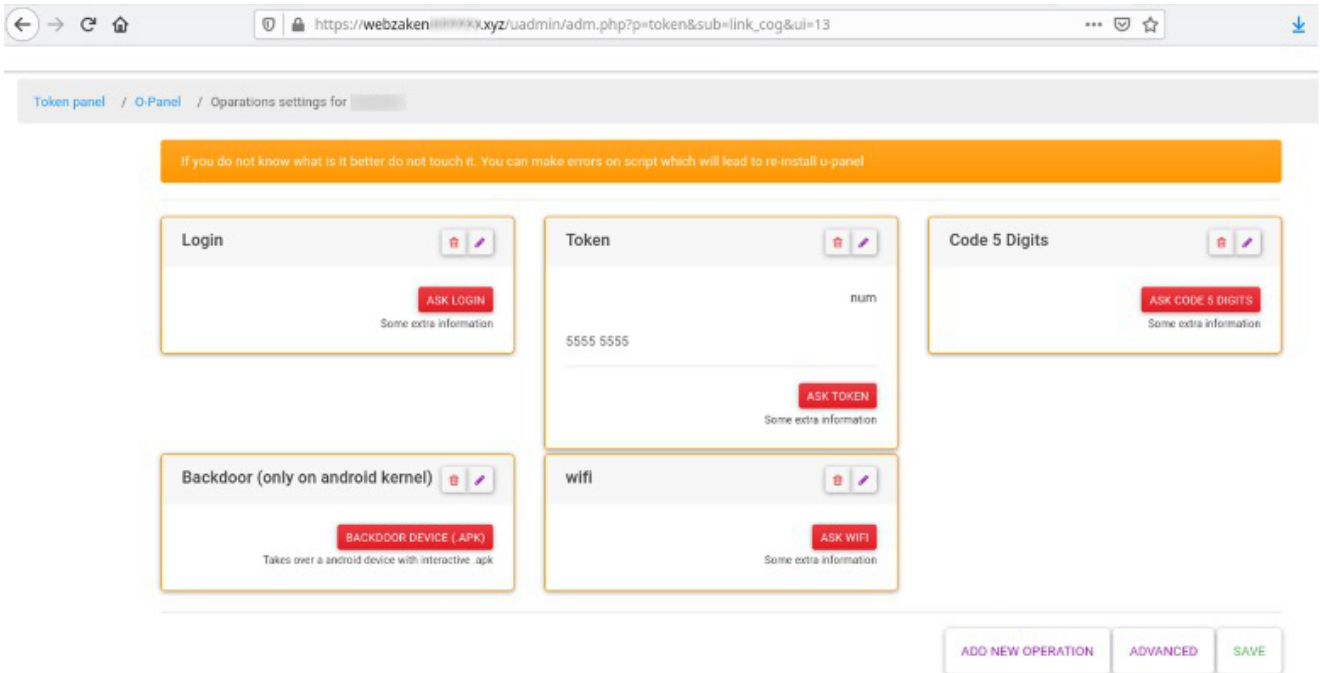 https://webzaken .xyz/uadmin/adm.php?p=token&sub=link_cog&ui=13
Token panel / O-Panel / Oparations settings for
If you do not know what is it better do not touch it. You can make errors on script which will lead to re-install u-panel
Login
ASK LOGIN
Some extra information
Token
num
5555 5555
ASK TOKEN
Some extra information
Code 5 Digits
ASK CODE 5 DIGITS
Some extra information
Backdoor (only on android kernel)
BACKDOOR DEVICE (.APK)
Takes over a android device with interactive .apk
wifi
ASK WIFI
Some extra information
ADD NEW OPERATION
ADVANCED
SAVE